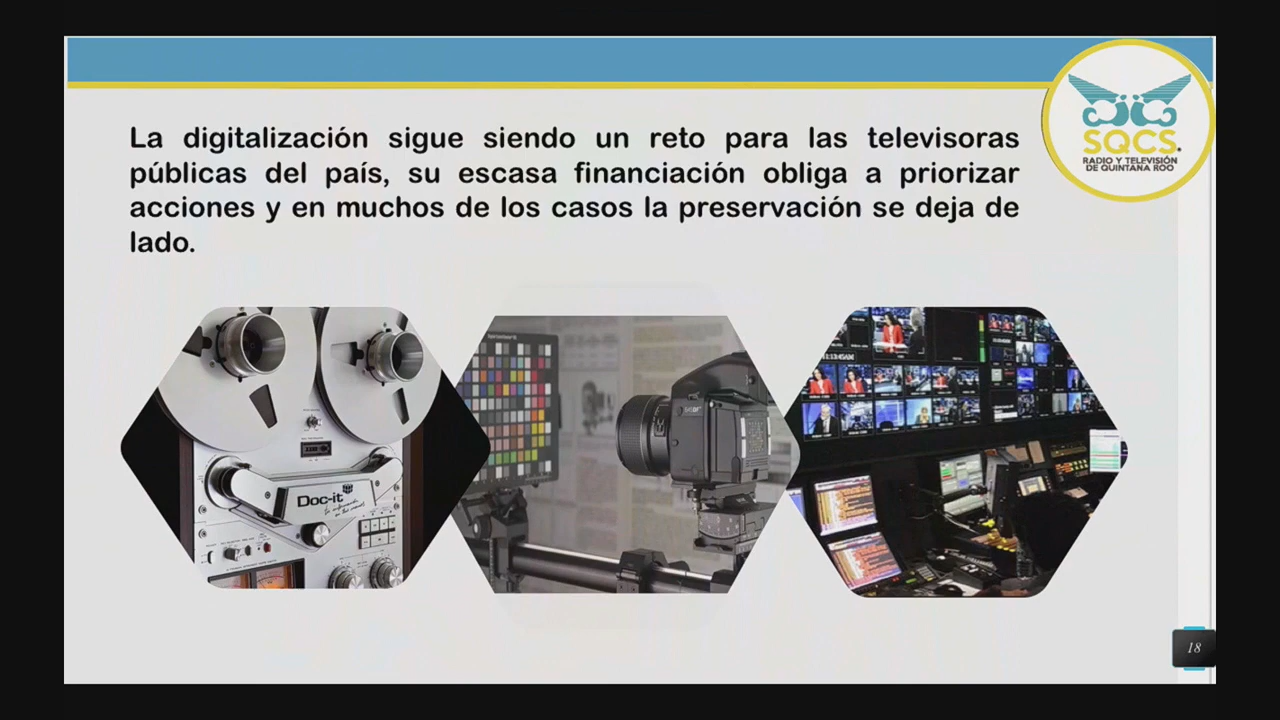 La digitalización sigue siendo un reto para las televisoras
públicas del país, su escasa financiación obliga a priorizar
acciones y en muchos de los casos la preservación se deja de
lado.
SQCS.
RADIO Y TELEVISIÓN
DE QUINTANA ROO
Doc-it
18